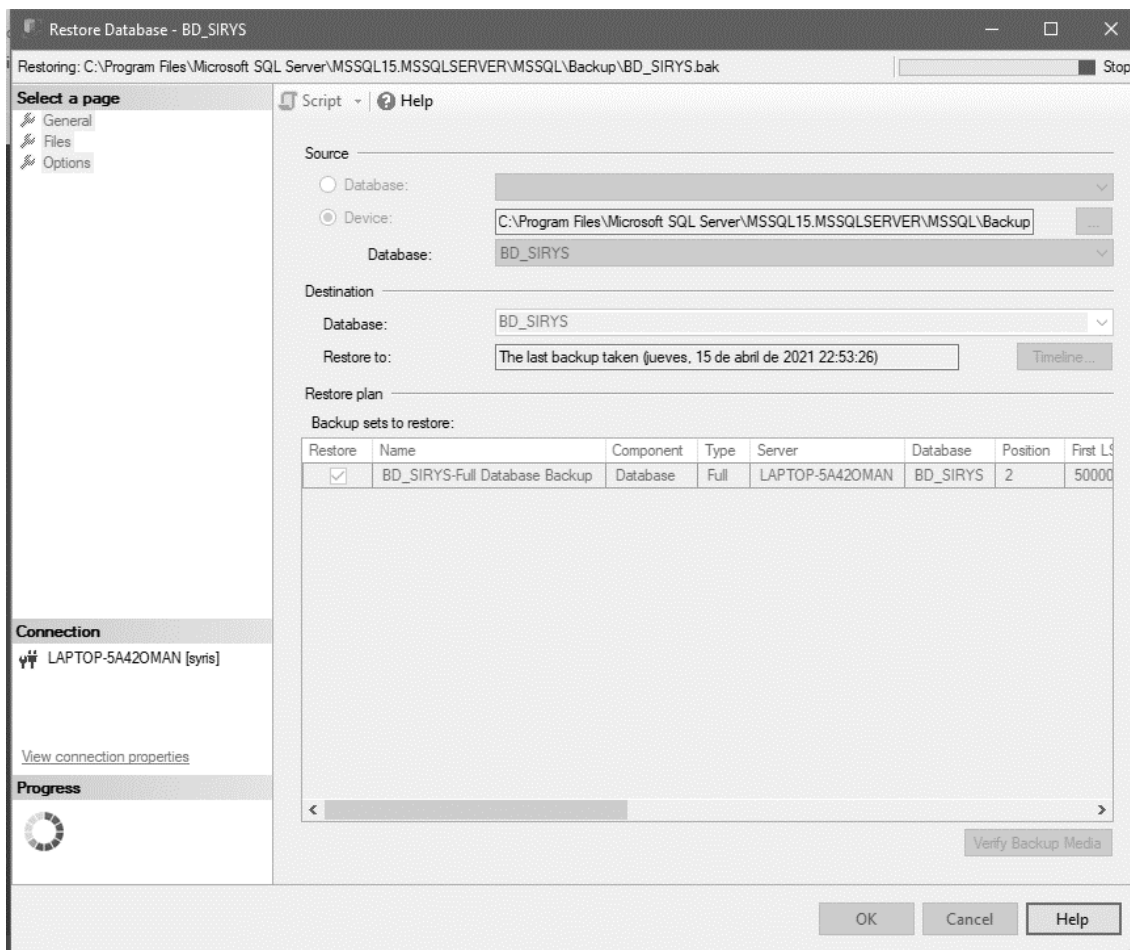 Restore Database - BD_SIRYS
Restoring: C:\Program Files\Microsoft SQL Server\MSSQL15.MSSQLSERVER\MSSQL\Backup\BD_SIRYS.bak
Stop
Select a page
General
Files
Options
Script
Help
Source
Database:
Device:
C:\Program Files\Microsoft SQL Server\MSSQL15.MSSQLSERVER\MSSQL\Backup
...
Database:
BD_SIRYS
Destination
Database:
BD_SIRYS
Restore to:
The last backup taken (jueves, 15 de abril de 2021 22:53:26)
Timeline...
Restore plan
Backup sets to restore:
Restore Name Component Type Server Database Position First LS
BD_SIRYS-Full Database Backup Database Full LAPTOP-5A42OMAN BD_SIRYS 2 50000
Connection
LAPTOP-5A42OMAN [syris]
View connection properties
Progress
Verify Backup Media
OK Cancel Help